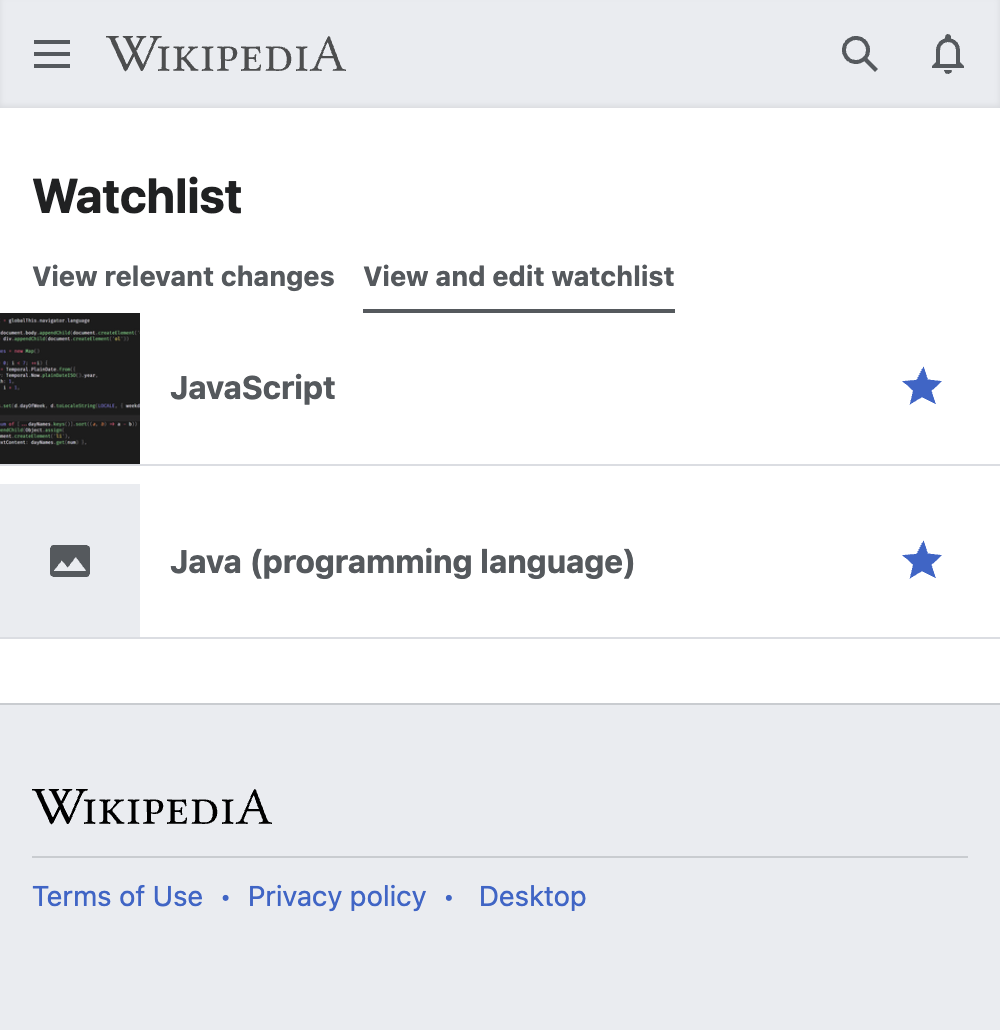 WIKIPEDIA
Watchlist
View relevant changes View and edit watchlist
JavaScript
Java (programming language)
WIKIPEDIA
Terms of Use • Privacy policy • Desktop